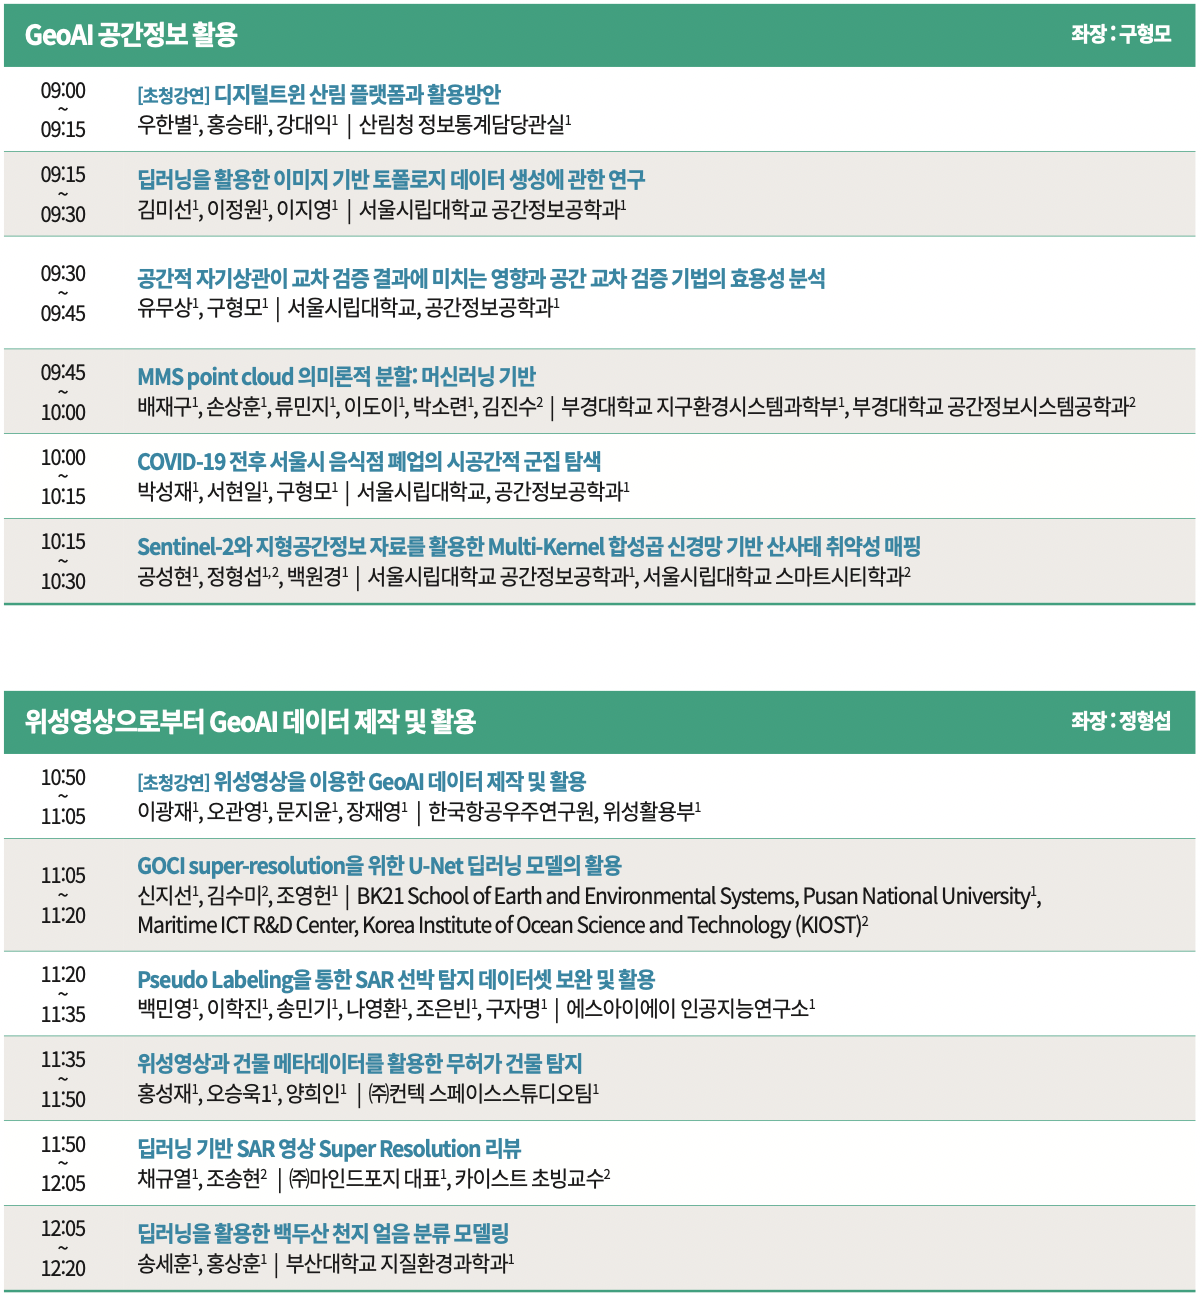 GeoAI 공간정보 활용
좌장 : 구형모
09:00
~
09:15
[초청강연] 디지털트윈 산림 플랫폼과 활용방안
우한별¹, 홍승태¹, 강대익¹ | 산림청 정보통계담당관실¹
09:15
~
09:30
딥러닝을 활용한 이미지 기반 토폴로지 데이터 생성에 관한 연구
김미선¹, 이정원¹, 이지영¹ | 서울시립대학교 공간정보공학과¹
09:30
~
09:45
공간적 자기상관이 교차 검증 결과에 미치는 영향과 공간 교차 검증 기법의 효용성 분석
유무상¹, 구형모¹ | 서울시립대학교, 공간정보공학과¹
09:45
~
10:00
MMS point cloud 의미론적 분할: 머신러닝 기반
배재구¹, 손상훈¹, 류민지¹, 이도이¹, 박소련¹, 김진수² | 부경대학교 지구환경시스템과학부¹, 부경대학교 공간정보시스템공학과²
10:00
~
10:15
COVID-19 전후 서울시 음식점 폐업의 시공간적 군집 탐색
박성재¹, 서현일¹, 구형모¹ | 서울시립대학교, 공간정보공학과¹
10:15
~
10:30
Sentinel-2와 지형공간정보 자료를 활용한 Multi-Kernel 합성곱 신경망 기반 산사태 취약성 매핑
공성현¹, 정형섭¹,², 백원경¹ | 서울시립대학교 공간정보공학과¹, 서울시립대학교 스마트시티학과²
위성영상으로부터 GeoAI 데이터 제작 및 활용
좌장 : 정형섭
10:50
~
11:05
[초청강연] 위성영상을 이용한 GeoAI 데이터 제작 및 활용
이광재¹, 오관영¹, 문지윤¹, 장재영¹ | 한국항공우주연구원, 위성활용부¹
11:05
~
11:20
GOCI super-resolution을 위한 U-Net 딥러닝 모델의 활용
신지선¹, 김수미², 조영헌¹ | BK21 School of Earth and Environmental Systems, Pusan National University¹,
Maritime ICT R&D Center, Korea Institute of Ocean Science and Technology (KIOST)²
11:20
~
11:35
Pseudo Labeling을 통한 SAR 선박 탐지 데이터셋 보완 및 활용
백민영¹, 이학진¹, 송민기¹, 나영환¹, 조은빈¹, 구자명¹ | 에스아이에이 인공지능연구소¹
11:35
~
11:50
위성영상과 건물 메타데이터를 활용한 무허가 건물 탐지
홍성재¹, 오승욱1¹, 양희인¹ | ㈜컨텍 스페이스스튜디오팀¹
11:50
~
12:05
딥러닝 기반 SAR 영상 Super Resolution 리뷰
채규열¹, 조송현² | ㈜마인드포지 대표¹, 카이스트 초빙교수²
12:05
~
12:20
딥러닝을 활용한 백두산 천지 얼음 분류 모델링
송세훈¹, 홍상훈¹ | 부산대학교 지질환경과학과¹